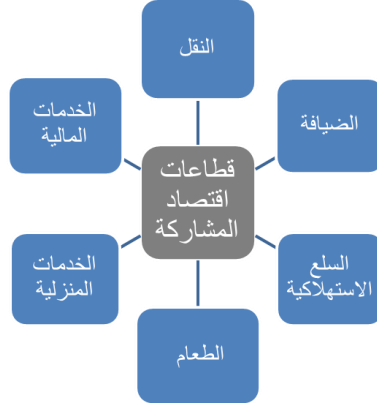 النقل
الضيافة
الخدمات
المالية
قطاعات
اقتصاد
المشاركة
السلع
الاستهلاكية
الخدمات
المنزلية
الطعام